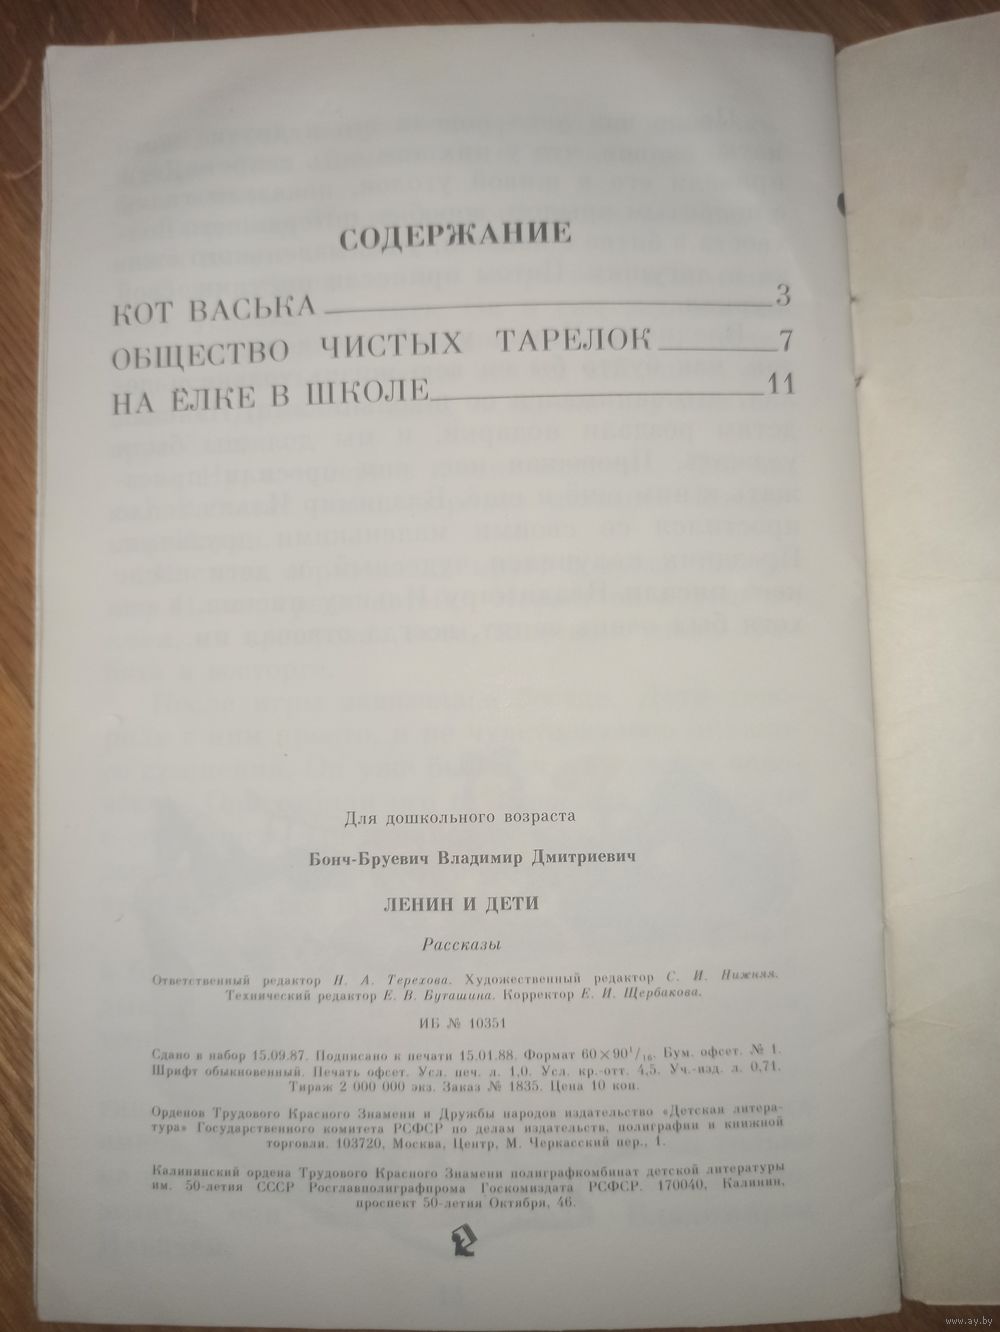 СОДЕРЖАНИЕ
КОТ ВАСЬКА 3
ОБЩЕСТВО ЧИСТЫХ ТАРЕЛОК 7
НА ЁЛКЕ В ШКОЛЕ 11
Для дошкольного возраста
Бонч-Бруевич Владимир Дмитриевич
ЛЕНИН И ДЕТИ
Рассказы
Ответственный редактор Н. А. Терехова. Художественный редактор С. И. Нижняя.
Технический редактор Е. В. Буташина. Корректор Е. И. Щербакова.
ИБ № 10351
Сдано в набор 15.09.87. Подписано к печати 15.01.88. Формат 60×90¹/₁₆. Бум. офсет. № 1.
Шрифт обыкновенный. Печать офсет. Усл. печ. л. 1,0. Усл. кр.-отт. 4,5. Уч.-изд. л. 0,71.
Тираж 2 000 000 экз. Заказ № 1835. Цена 10 коп.
Орденов Трудового Красного Знамени и Дружбы народов издательство «Детская литера-
тура» Государственного комитета РСФСР по делам издательств, полиграфии и книжной
торговли. 103720, Москва, Центр, М. Черкасский пер., 1.
Калининский ордена Трудового Красного Знамени полиграфкомбинат детской литературы
им. 50-летия СССР Росглавполиграфпрома Госкомиздата РСФСР. 170040, Калинин,
проспект 50-летия Октября, 46.
www.ay.by